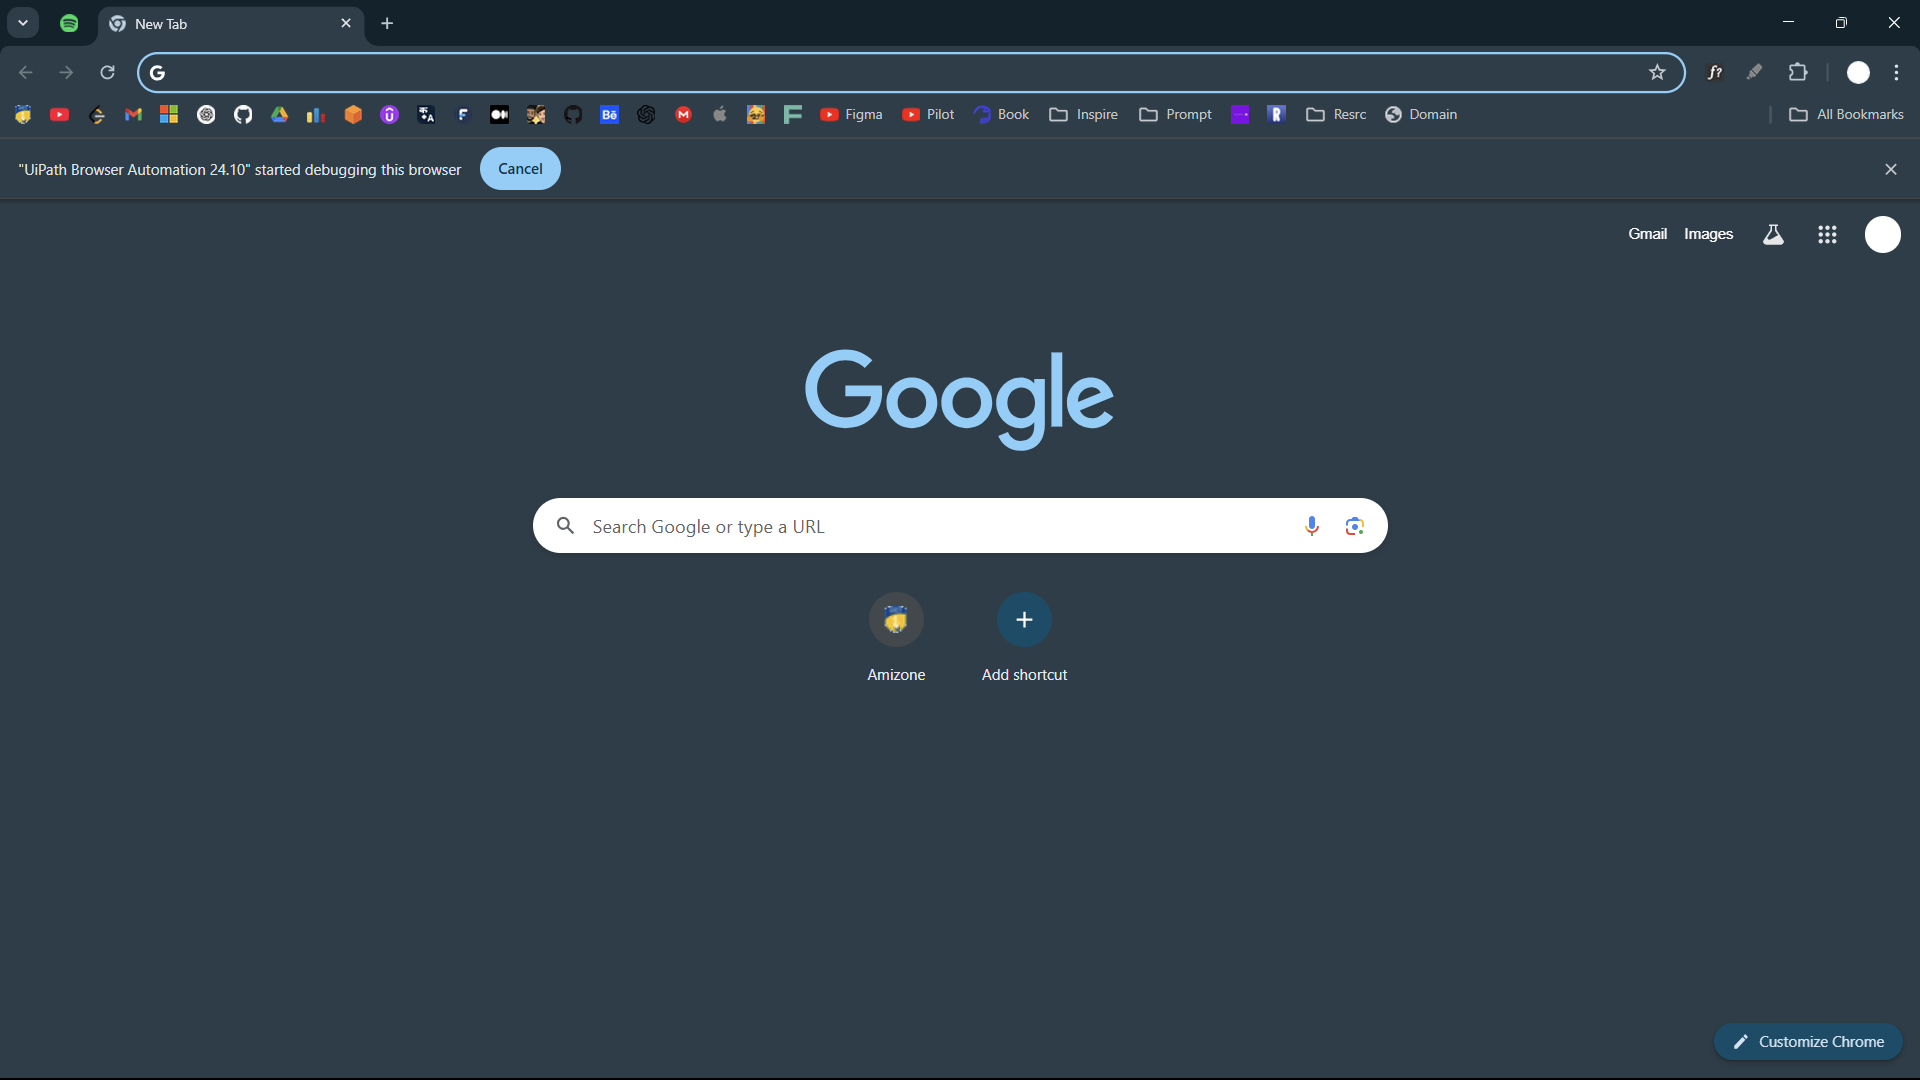 New Tab
Figma
Pilot
Book
Inspire
Prompt
Resrc
Domain
All Bookmarks
"UiPath Browser Automation 24.10" started debugging this browser
Cancel
Gmail
Images
Google
Search Google or type a URL
Amizone
Add shortcut
Customize Chrome